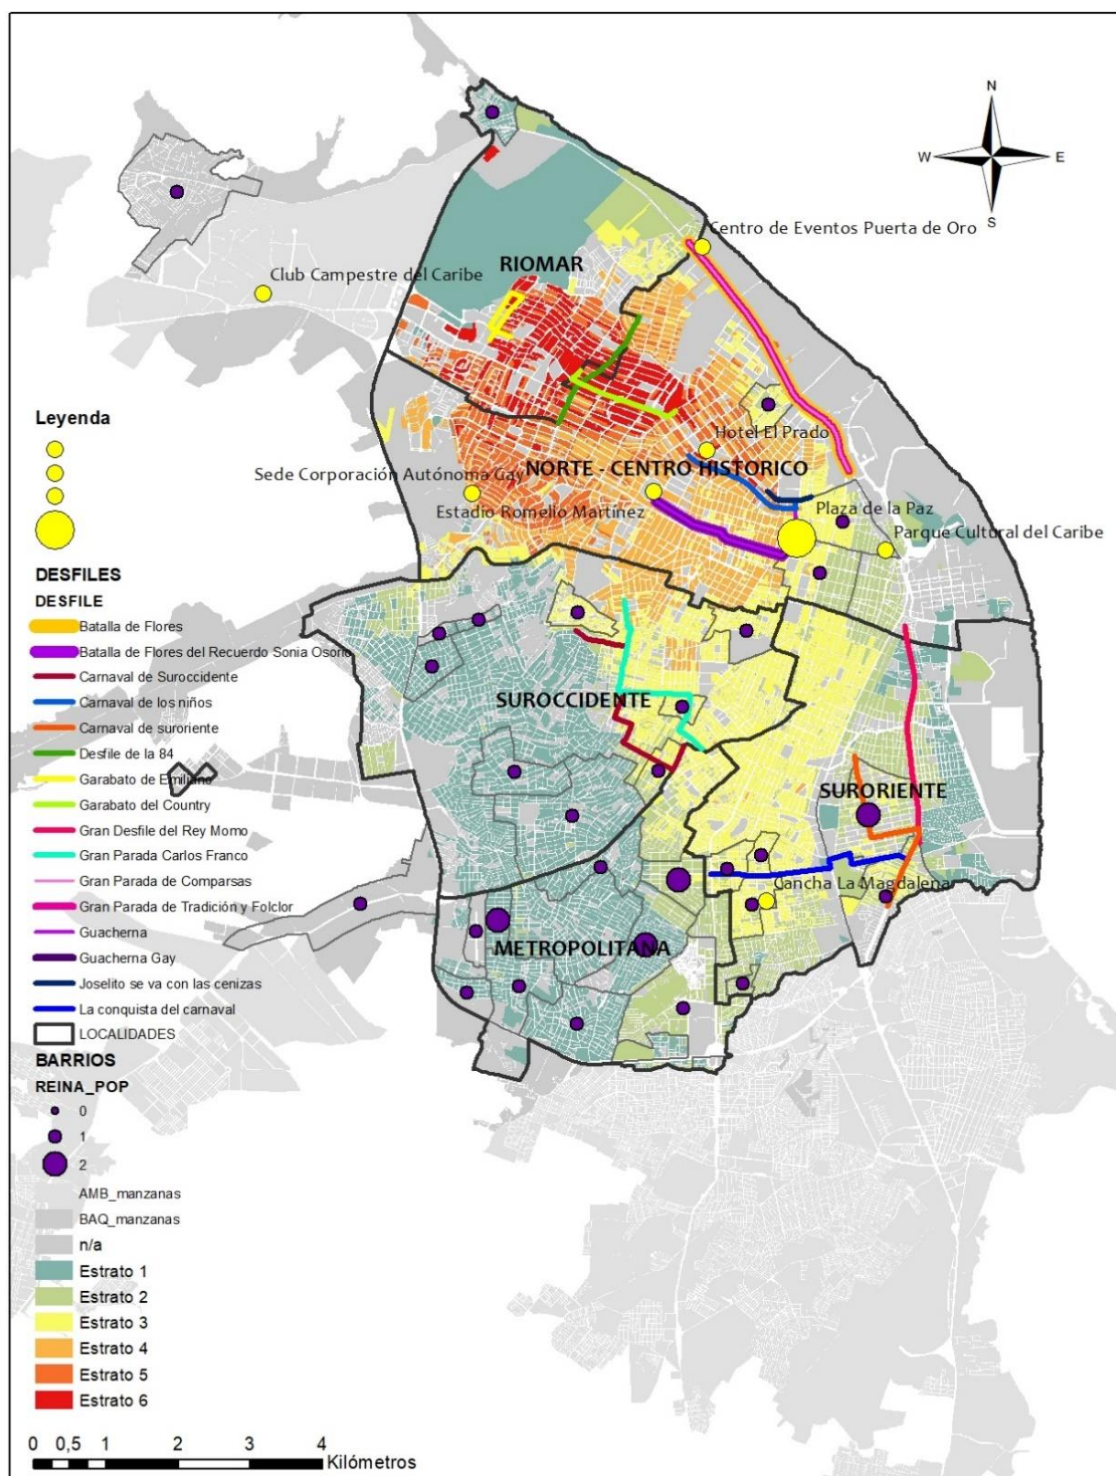 N
W
E
S
Centro de Eventos Puerta de Oro
RIOMAR
Club Campestre del Caribe
Hotel El Prado
NORTE - CENTRO HISTORICO
Sede Corporación Autónoma Gay
Estadio Romelio Martínez
Plaza de la Paz
Parque Cultural del Caribe
SUROCCIDENTE
SURORIENTE
Cancha La Magdalena
METROPOLITANA
Leyenda
DESFILES
DESFILE
Batalla de Flores
Batalla de Flores del Recuerdo Sonia Osorio
Carnaval de Suroccidente
Carnaval de los niños
Carnaval de suroriente
Desfile de la 84
Garabato de Emiliano
Garabato del Country
Gran Desfile del Rey Momo
Gran Parada Carlos Franco
Gran Parada de Comparsas
Gran Parada de Tradición y Folclor
Guacherna
Guacherna Gay
Joselito se va con las cenizas
La conquista del carnaval
LOCALIDADES
BARRIOS
REINA_POP
0
1
2
AMB_manzanas
BAQ_manzanas
n/a
Estrato 1
Estrato 2
Estrato 3
Estrato 4
Estrato 5
Estrato 6
0 0,5 1 2 3 4
Kilómetros